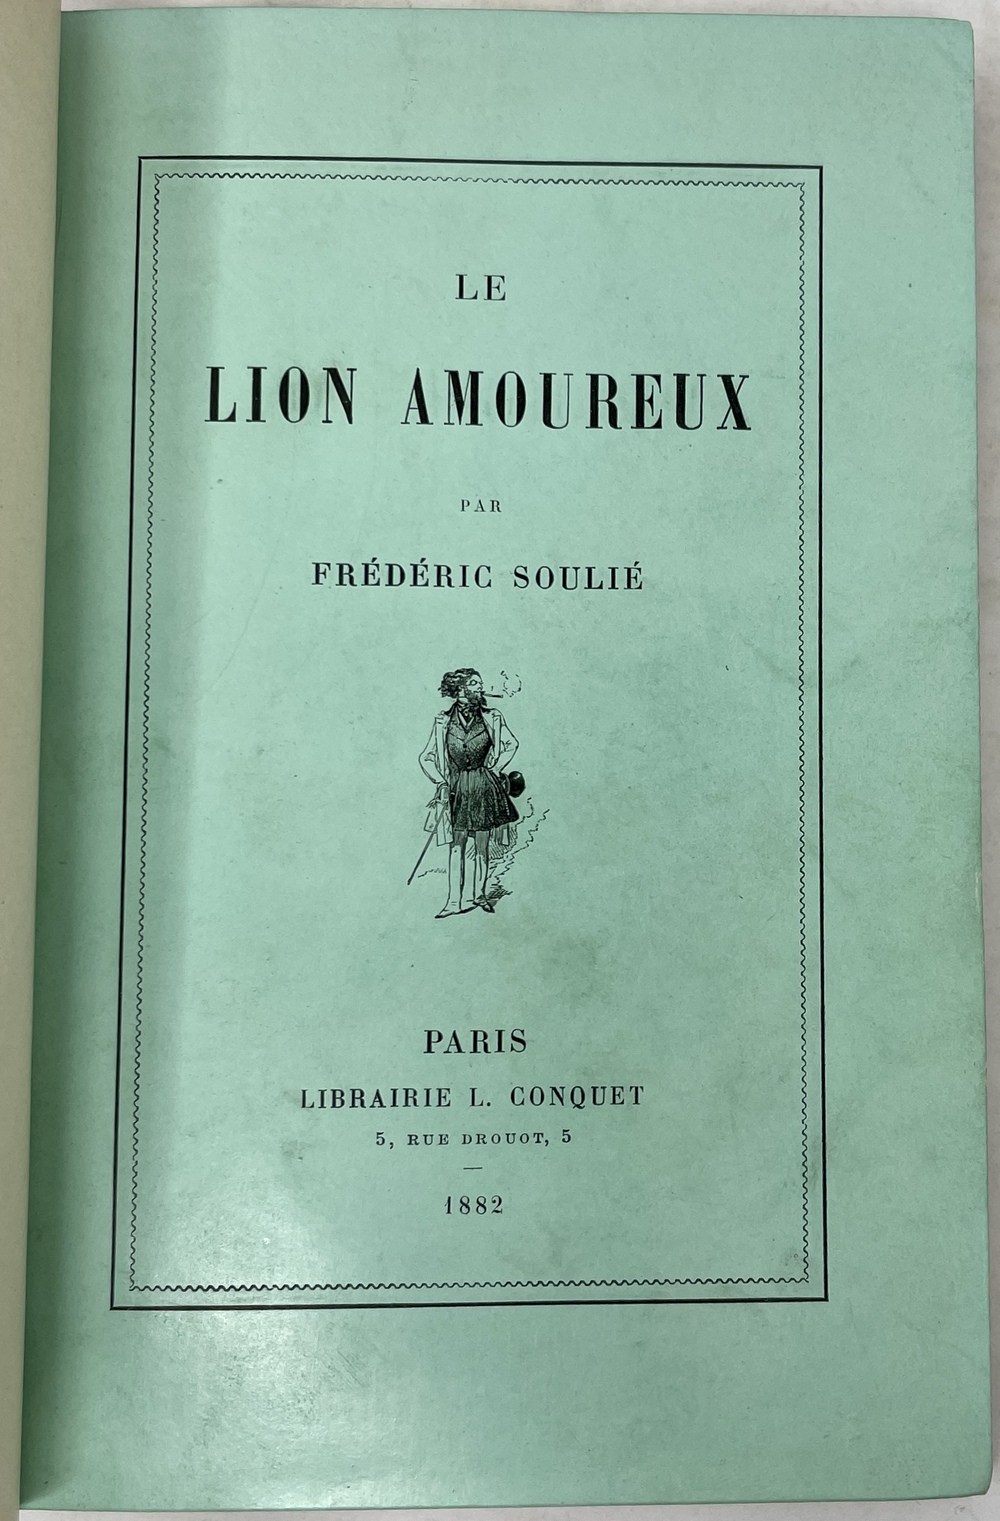 LE
LION AMOUREUX
PAR
FRÉDÉRIC SOULIÉ
PARIS
LIBRAIRIE L. CONQUET
5, RUE DROUOT, 5
1882